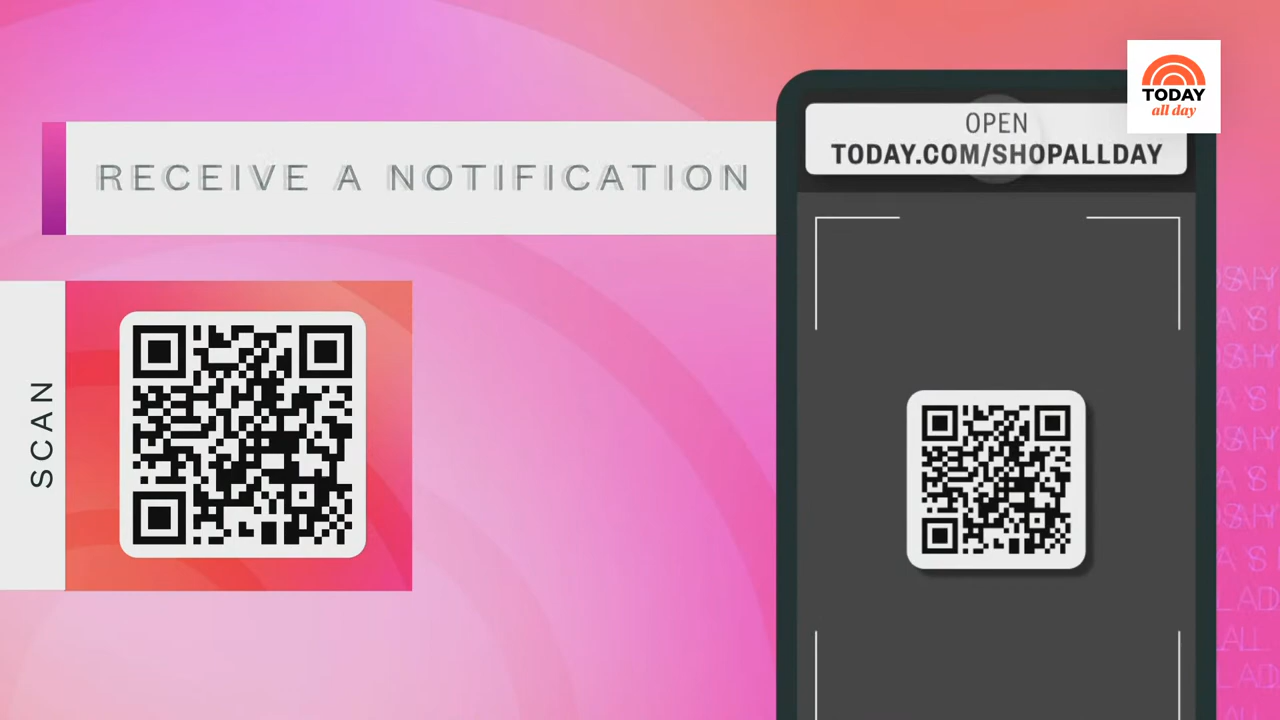 RECEIVE A NOTIFICATION
SCAN
OPEN
TODAY.COM/SHOPALLDAY
TODAY
all day